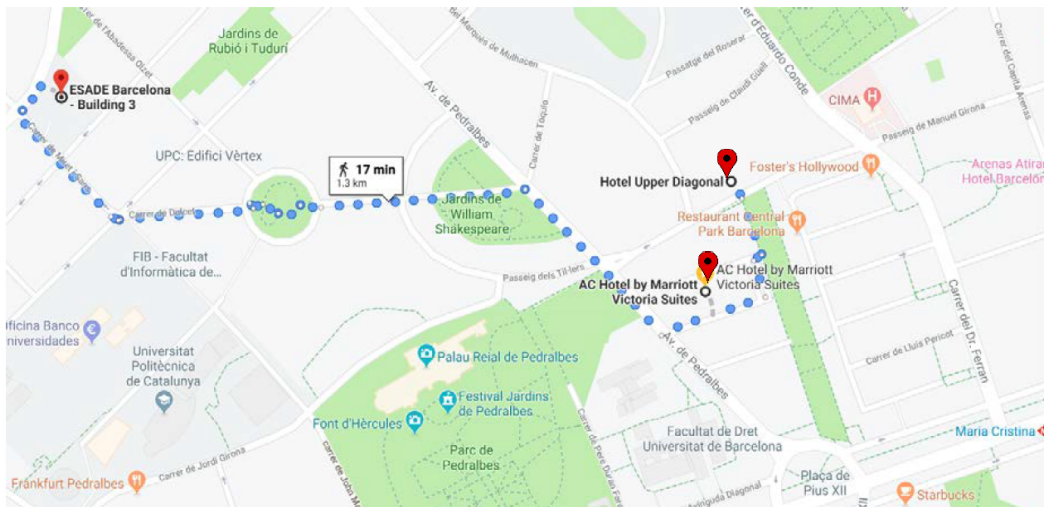 Carrer de l'Abadessa Olzet
Jardins de
Rubió i Tudurí
Bel Marquès de Mulhacen
Av. de Pedralbes
Passatge del Roserar
Passeig de Claudi Güell
Carrer d'Eduardo Conde
Carrer del Capità Arenas
ESADE Barcelona
- Building 3
CIMA
Passeig de Manuel Girona
UPC: Edifici Vèrtex
Carrer de Tòquio
17 min
1.3 km
Hotel Upper Diagonal
Foster's Hollywood
Arenas Atiram
Hotel Barcelona
Carrer de Dulcet
Jardins de
William
Shakespeare
Restaurant Central
Park Barcelona
FIB - Facultat
d'Informàtica de...
Passeig dels Til·lers
AC Hotel by Marriott
Victoria Suites
AC Hotel by Marriott
Victoria Suites
Oficina Banco
Universidades
Universitat
Politècnica
de Catalunya
Palau Reial de Pedralbes
Av. de Pedralbes
Carrer de Lluís Pericot
Carrer del Dr. Ferran
Festival Jardins
de Pedralbes
Font d'Hèrcules
Parc de
Pedralbes
Facultat de Dret
Universitat de Barcelona
Maria Cristina
Carrer de Jordi Girona
Frankfurt Pedralbes
Plaça de
Pius XII
Starbucks